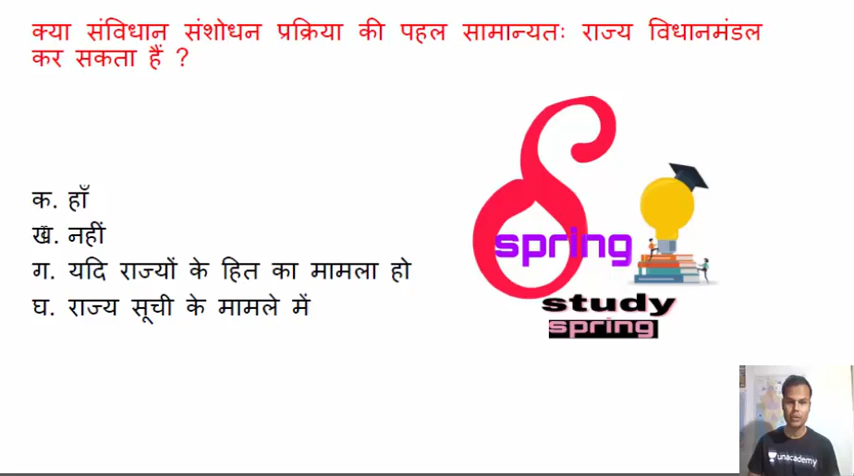 क्या संविधान संशोधन प्रक्रिया की पहल सामान्यतः राज्य विधानमंडल
कर सकता हैं ?
क. हाँ
ख. नहीं
ग. यदि राज्यों के हित का मामला हो
घ. राज्य सूची के मामले में
spring
study
spring
unacademy